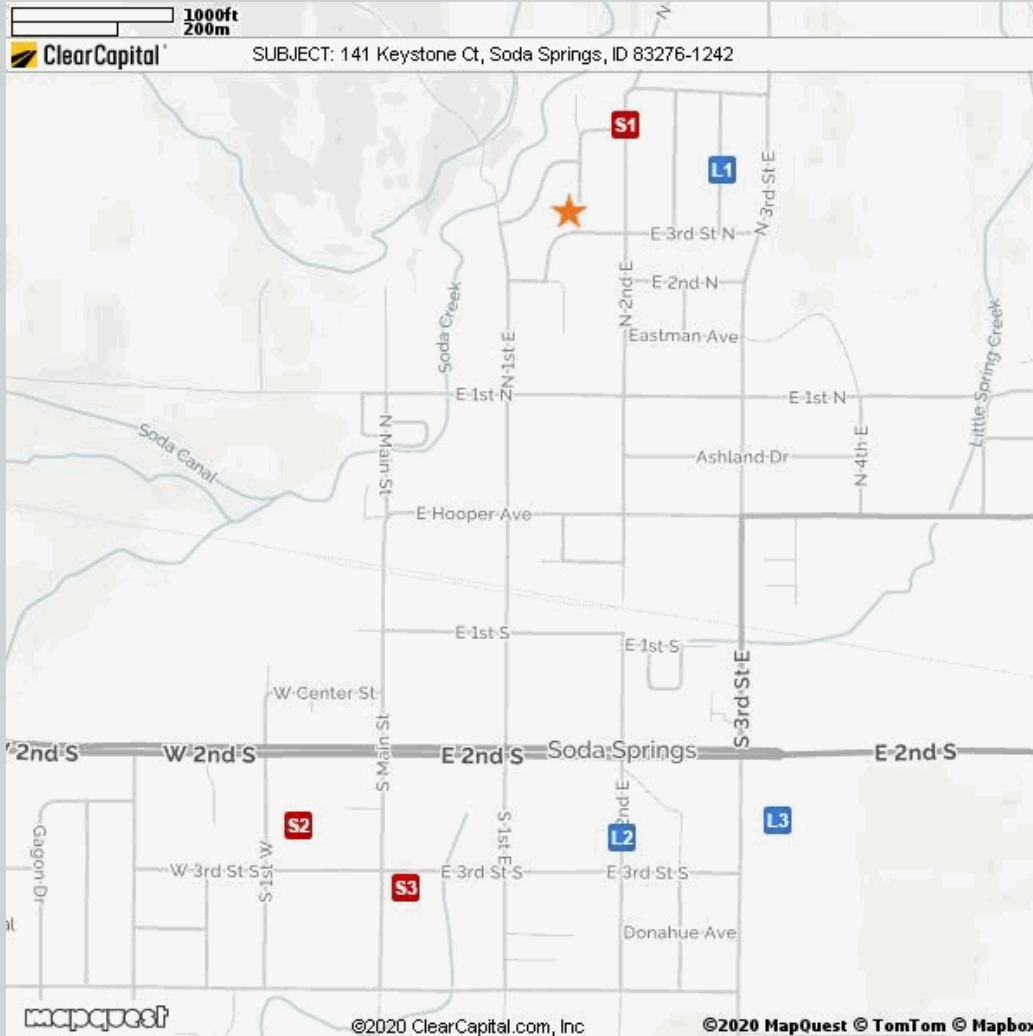 1000ft
200m
ClearCapital
SUBJECT: 141 Keystone Ct, Soda Springs, ID 83276-1242
N
S1
L1
N 3rd St E
E 3rd St N
E 2nd N
N 2nd E
Eastman Ave
Soda Creek
N 1st E
N
Little Spring Creek
E 1st N
E 1st N
N Main St
Soda Canal
Ashland Dr
N 4th E
E Hooper Ave
E 1st S
E 1st S
W Center St
S 3rd St E
S Main St
2nd S
W 2nd S
E 2nd S
Soda Springs
E 2nd S
2nd E
S2
L2
L3
Gagon Dr
S 1st W
S 1st E
W 3rd St S
S3
E 3rd St S
E 3rd St S
al
Donahue Ave
mapquest
©2020 ClearCapital.com, Inc
©2020 MapQuest © TomTom © Mapbo